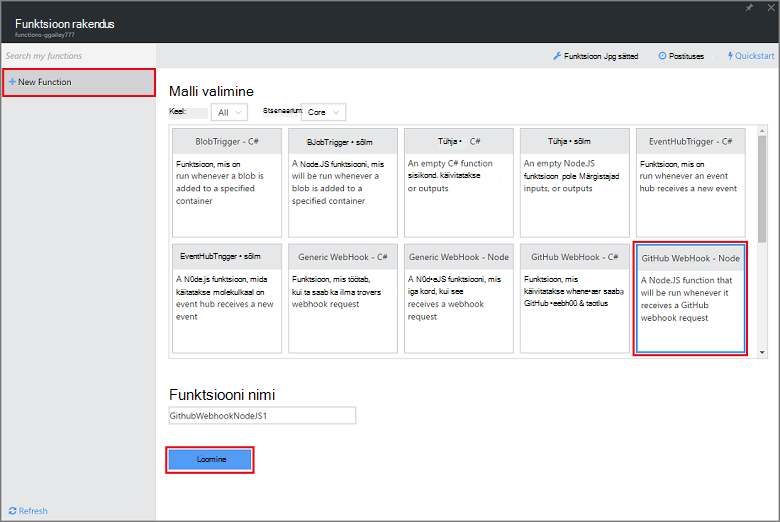 Funktsioon rakendus
functions-ggailey777
Search my functions
Funktsioon Jpg sätted
Postituses
Quickstart
New Function
Malli valimine
Keel:
All
Stsenaarium:
Core
BlobTrigger - C#
Funktsioon, mis on
run whenever a blob is
added to a specified
container
BJobTrigger • sõlm
A Node.JS funktsiooni, mis
will be run whenever a
blob is added to a
specified container
Tühja • C#
An empty C# function
sisikond. käivitatakse
or outputs
Tühja • sõlm
An empty Node.JS
funktsioon pole Märgistajad
inputs, or outputs
EventHubTrigger - C#
Funktsioon, mis on
run whenever an event
hub receives a new event
EventHubTngger • sõlm
A N0de.js funktsioon, mida
käitatakse molekulkaal on
event hub receives a new
event
Generic WebHook - C#
Funktsioon, mis töötab,
kui ta saab ka ilma trovers
webhook request
Generic WebHook - Node
A N0d•eJS funktsiooni, mis
iga kord, kui see
receives a webhook
request
GitHub WebHook - C#
Funktsioon, mis
käivitatakse whene•ær saaba
GitHub •eebh00 & taotlus
GitHub WebHook - Node
A Node.JS function that
will be run whenever it
receives a GitHub
webhook request
Funktsiooni nimi
GithubWebhookNodeJS1
Loomine
Refresh